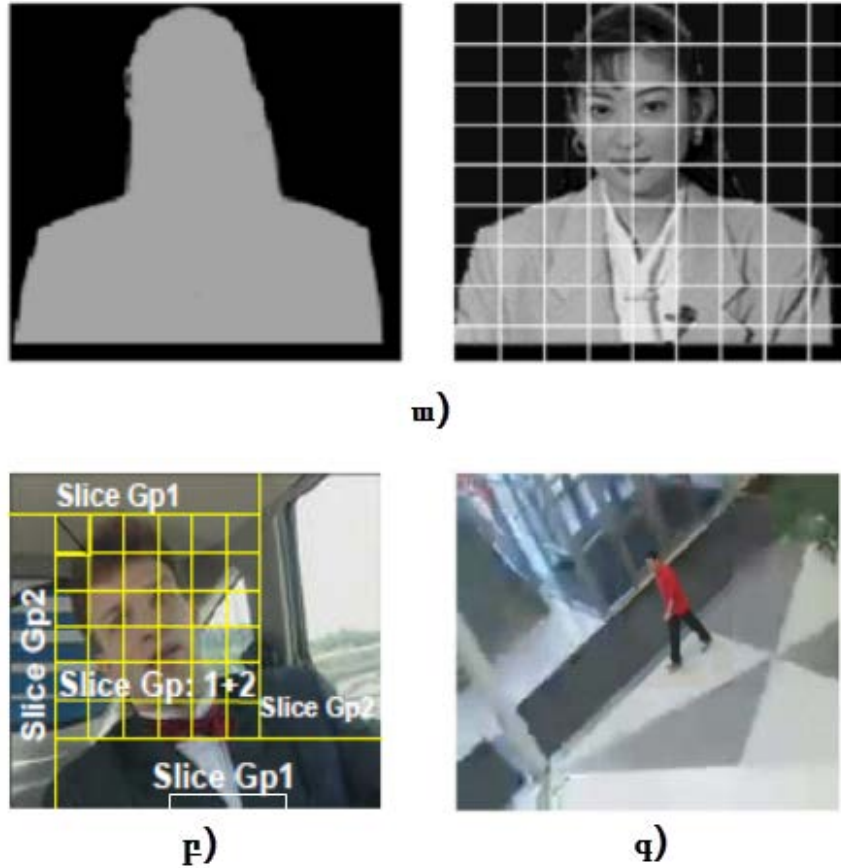 ա)
Slice Gp1
Slice Gp2
Slice Gp: 1+2
Slice Gp2
Slice Gp1
բ)
գ)